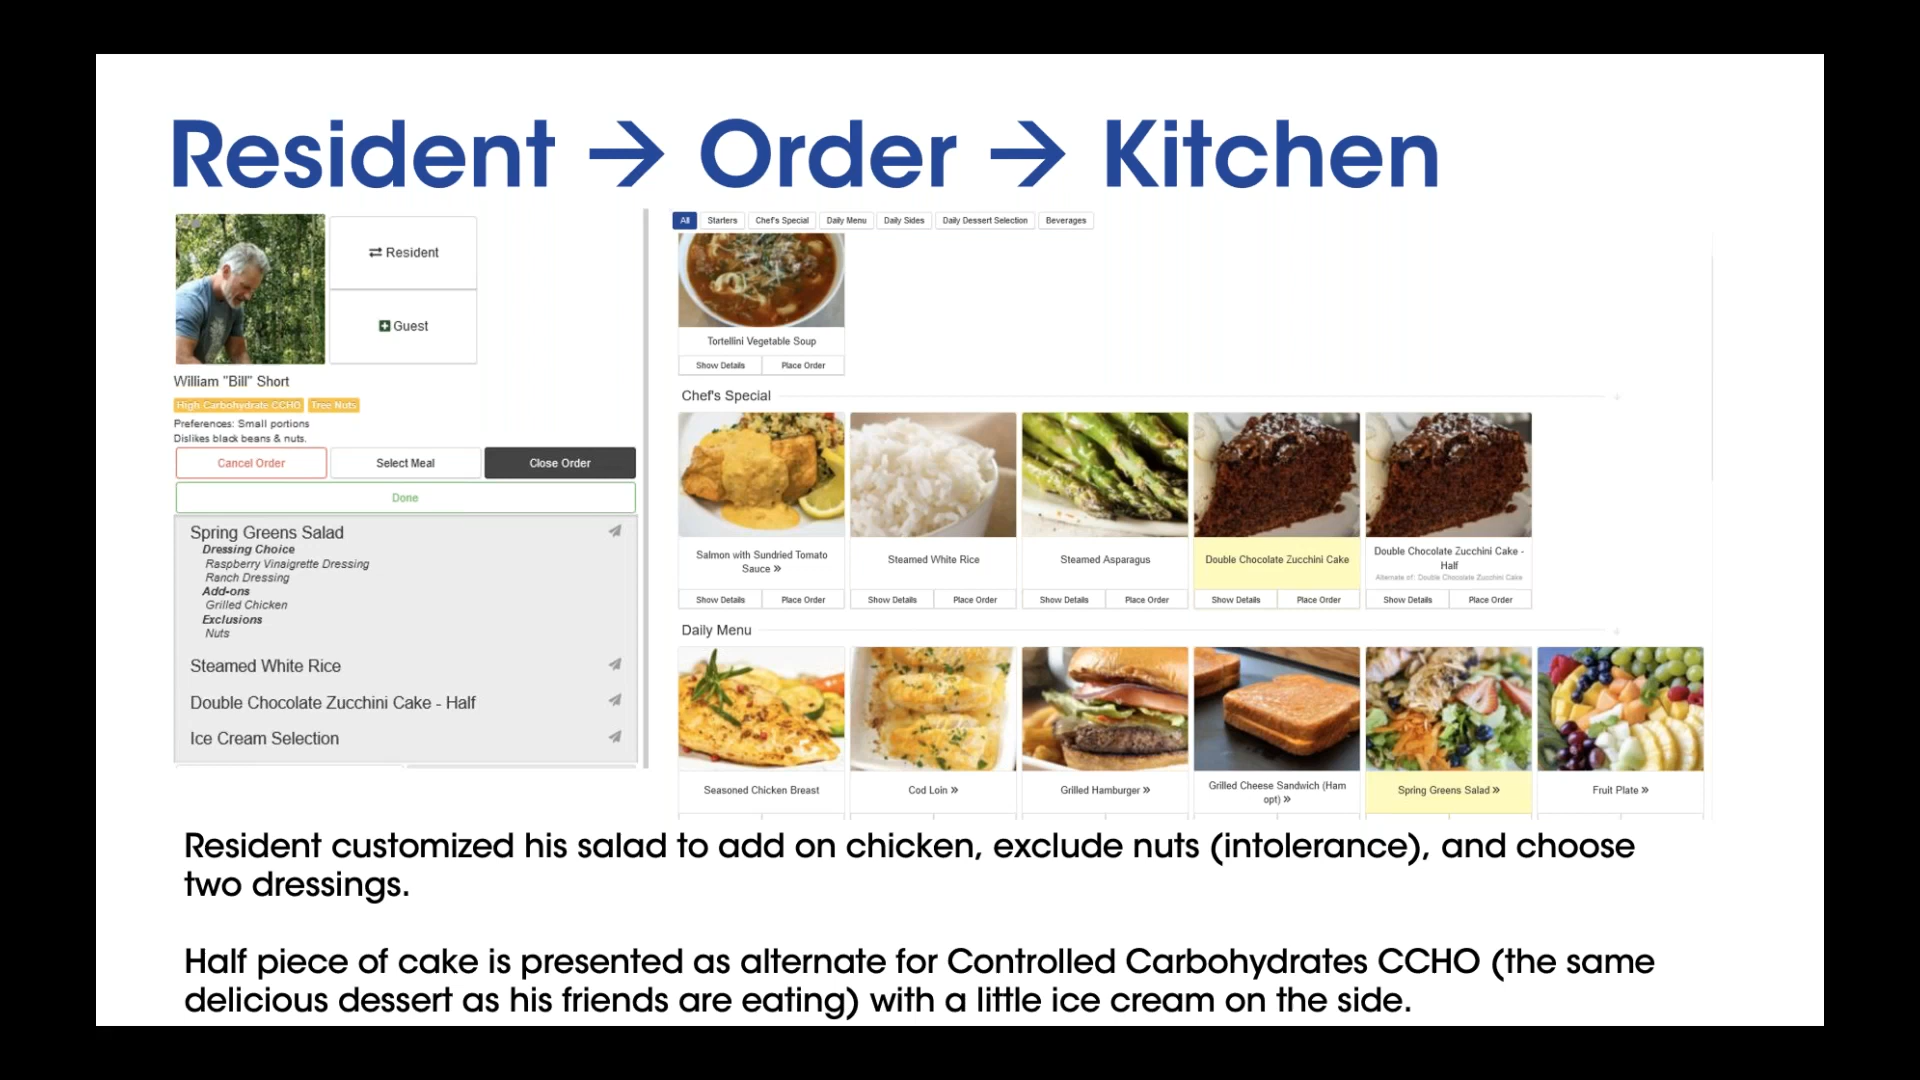 Resident → Order → Kitchen
Resident
Guest
William "Bill" Short
High Carbohydrate CCHO Tree Nuts
Preferences: Small portions
Dislikes black beans & nuts.
Cancel Order Select Meal Close Order
Done
Spring Greens Salad
Dressing Choice
Raspberry Vinaigrette Dressing
Ranch Dressing
Add-ons
Grilled Chicken
Exclusions
Nuts
Steamed White Rice
Double Chocolate Zucchini Cake - Half
Ice Cream Selection
All Starters Chef's Special Daily Menu Daily Sides Daily Dessert Selection Beverages
Tortellini Vegetable Soup
Show Details Place Order
Chef's Special
Salmon with Sundried Tomato
Sauce »
Steamed White Rice
Steamed Asparagus
Double Chocolate Zucchini Cake
Double Chocolate Zucchini Cake -
Half
Alternate of: Double Chocolate Zucchini Cake
Show Details Place Order Show Details Place Order Show Details Place Order Show Details Place Order Show Details Place Order
Daily Menu
Seasoned Chicken Breast
Cod Loin »
Grilled Hamburger »
Grilled Cheese Sandwich (Ham
opt) »
Spring Greens Salad »
Fruit Plate »
Resident customized his salad to add on chicken, exclude nuts (intolerance), and choose
two dressings.
Half piece of cake is presented as alternate for Controlled Carbohydrates CCHO (the same
delicious dessert as his friends are eating) with a little ice cream on the side.